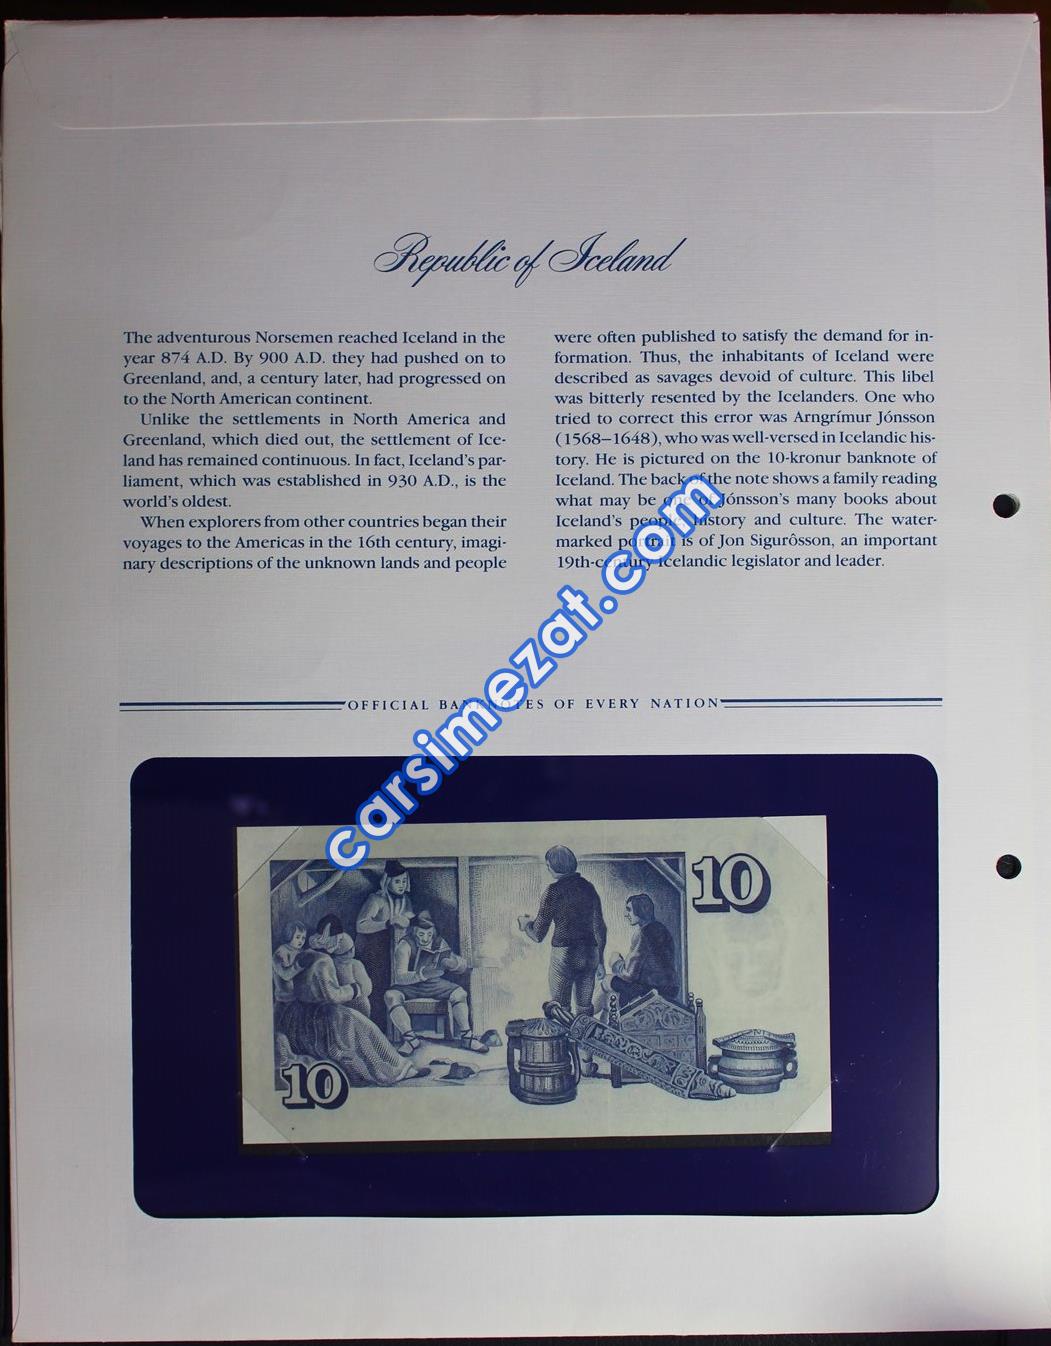 Republic of Iceland
The adventurous Norsemen reached Iceland in the
year 874 A.D. By 900 A.D. they had pushed on to
Greenland, and, a century later, had progressed on
to the North American continent.
Unlike the settlements in North America and
Greenland, which died out, the settlement of Ice-
land has remained continuous. In fact, Iceland's par-
liament, which was established in 930 A.D., is the
world's oldest.
When explorers from other countries began their
voyages to the Americas in the 16th century, imagi-
nary descriptions of the unknown lands and people
were often published to satisfy the demand for in-
formation. Thus, the inhabitants of Iceland were
described as savages devoid of culture. This libel
was bitterly resented by the Icelanders. One who
tried to correct this error was Arngrímur Jónsson
(1568–1648), who was well-versed in Icelandic his-
tory. He is pictured on the 10-kronur banknote of
Iceland. The back of the note shows a family reading
what may be one of Jónsson's many books about
Iceland's people, history and culture. The water-
marked portrait is of Jon Sigurôsson, an important
19th-century Icelandic legislator and leader.
OFFICIAL BANKNOTES OF EVERY NATION
carsimezat.com
10
10